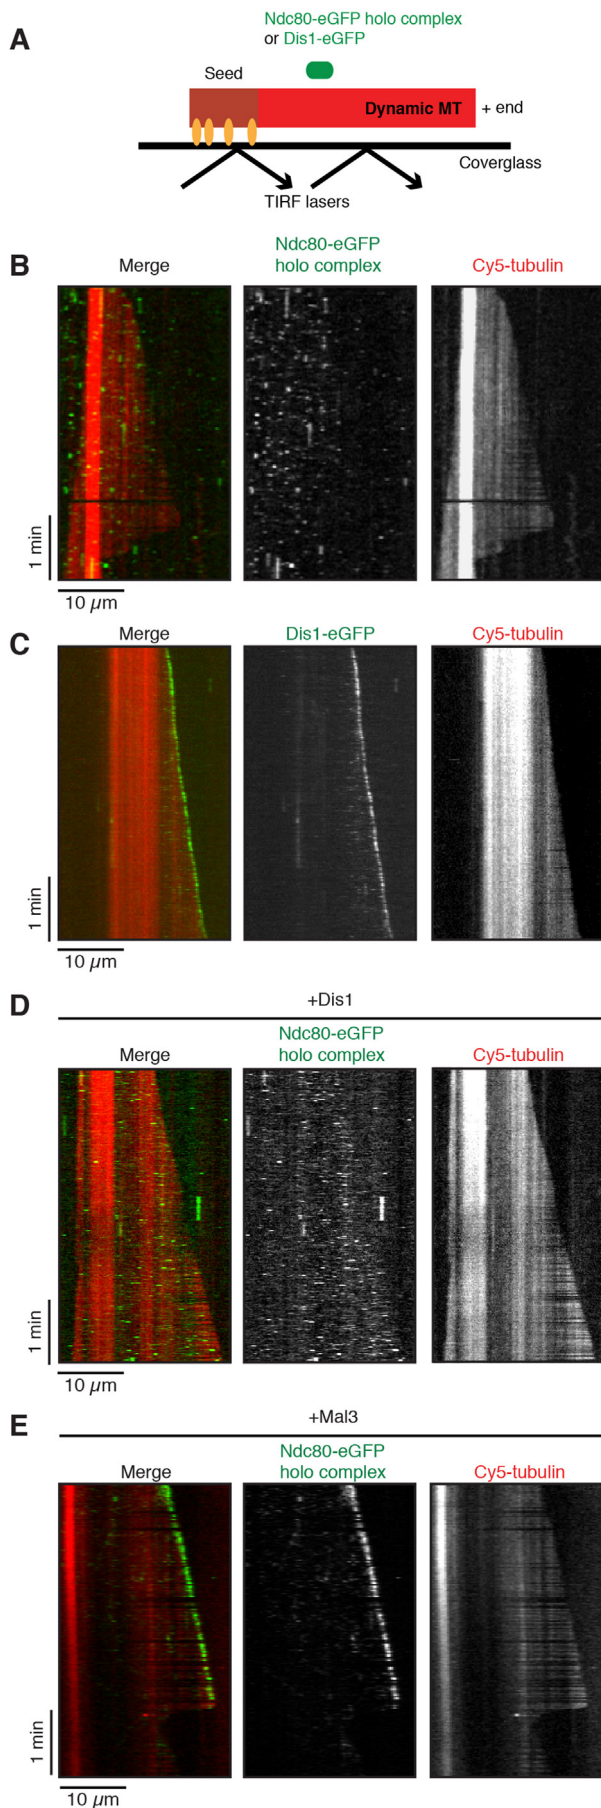 A
Ndc80-eGFP holo complex
or Dis1-eGFP
Seed
Dynamic MT
+ end
Coverglass
TIRF lasers
B
Merge
Ndc80-eGFP
holo complex
Cy5-tubulin
1 min
10 µm
C
Merge
Dis1-eGFP
Cy5-tubulin
1 min
10 µm
D
+Dis1
Merge
Ndc80-eGFP
holo complex
Cy5-tubulin
1 min
10 µm
E
+Mal3
Merge
Ndc80-eGFP
holo complex
Cy5-tubulin
1 min
10 µm